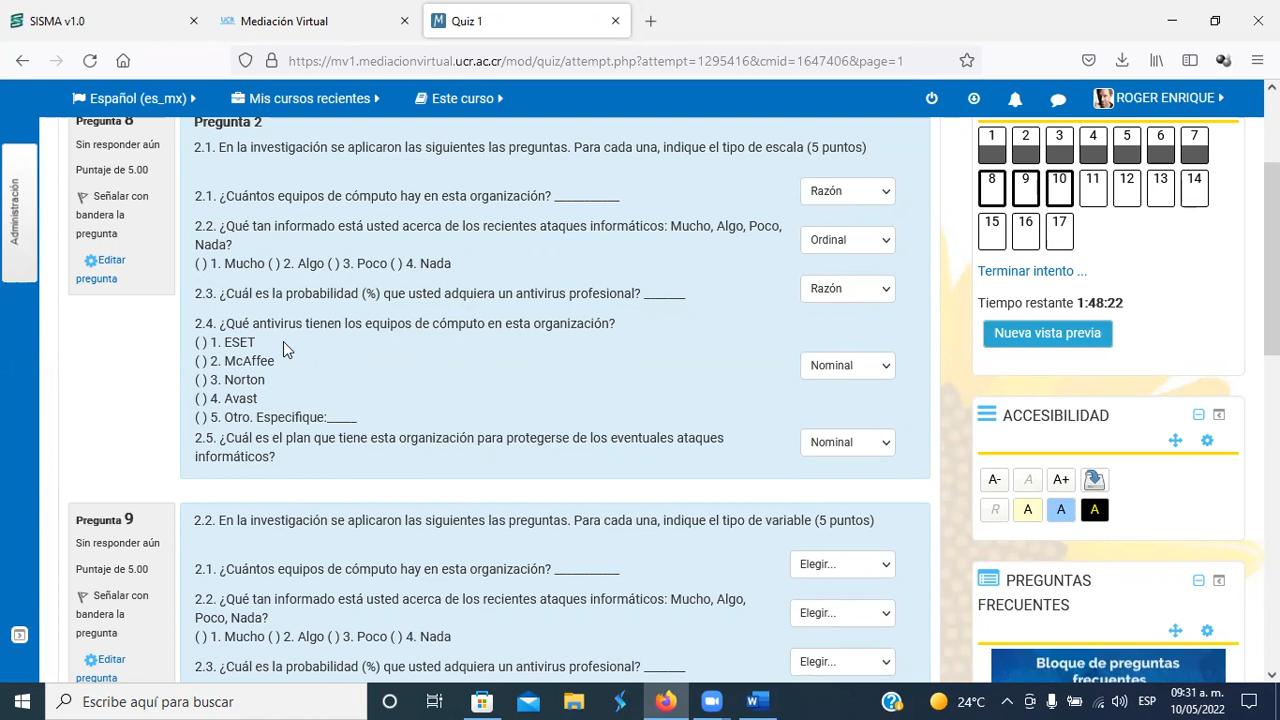 SISMA v1.0
UCR
Mediación Virtual
M
Quiz 1
https://mv1.mediacionvirtual.ucr.ac.cr/mod/quiz/attempt.php?attempt=1295416&cmid=1647406&page=1
Español (es_mx)
Mis cursos recientes
Este curso
ROGER ENRIQUE
Administración
Pregunta 8
Sin responder aún
Puntaje de 5.00
Señalar con
bandera la
pregunta
Editar
pregunta
Pregunta 2
2.1. En la investigación se aplicaron las siguientes las preguntas. Para cada una, indique el tipo de escala (5 puntos)
2.1. ¿Cuántos equipos de cómputo hay en esta organización? ___________
Razón
2.2. ¿Qué tan informado está usted acerca de los recientes ataques informáticos: Mucho, Algo, Poco,
Nada?
Ordinal
( ) 1. Mucho ( ) 2. Algo ( ) 3. Poco ( ) 4. Nada
2.3. ¿Cuál es la probabilidad (%) que usted adquiera un antivirus profesional? _______
Razón
2.4. ¿Qué antivirus tienen los equipos de cómputo en esta organización?
( ) 1. ESET
( ) 2. McAffee
( ) 3. Norton
( ) 4. Avast
( ) 5. Otro. Especifique:_____
Nominal
2.5. ¿Cuál es el plan que tiene esta organización para protegerse de los eventuales ataques
informáticos?
Nominal
Pregunta 9
Sin responder aún
Puntaje de 5.00
Señalar con
bandera la
pregunta
Editar
pregunta
2.2. En la investigación se aplicaron las siguientes las preguntas. Para cada una, indique el tipo de variable (5 puntos)
2.1. ¿Cuántos equipos de cómputo hay en esta organización? ___________
Elegir...
2.2. ¿Qué tan informado está usted acerca de los recientes ataques informáticos: Mucho, Algo,
Poco, Nada?
Elegir...
( ) 1. Mucho ( ) 2. Algo ( ) 3. Poco ( ) 4. Nada
2.3. ¿Cuál es la probabilidad (%) que usted adquiera un antivirus profesional? _______
Elegir...
1 2 3 4 5 6 7
8 9 10 11 12 13 14
15 16 17
Terminar intento ...
Tiempo restante 1:48:22
Nueva vista previa
ACCESIBILIDAD
A- A A+
R A A A
PREGUNTAS
FRECUENTES
Bloque de preguntas
frecuentes
Escribe aquí para buscar
24°C
ESP
09:31 a. m.
10/05/2022